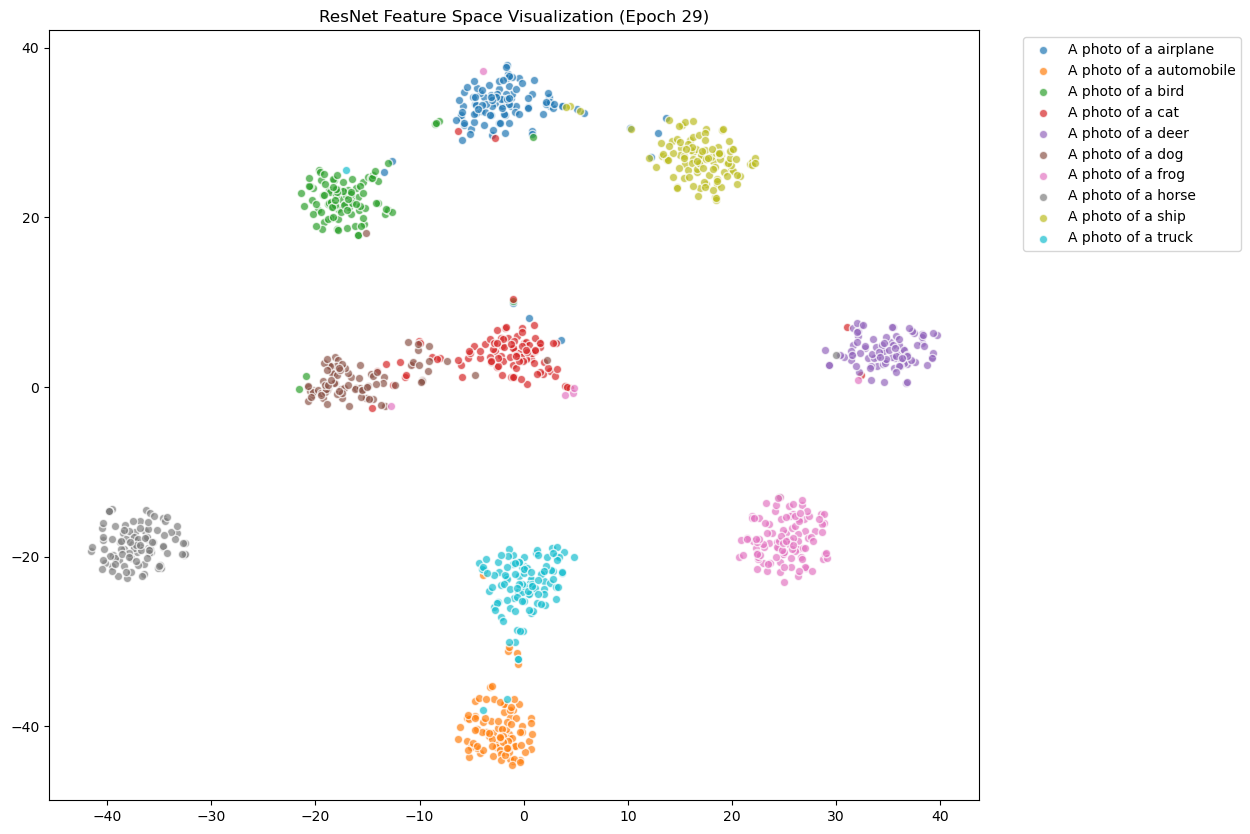 ResNet Feature Space Visualization (Epoch 29)
A photo of a airplane
A photo of a automobile
A photo of a bird
A photo of a cat
A photo of a deer
A photo of a dog
A photo of a frog
A photo of a horse
A photo of a ship
A photo of a truck
40
20
0
−20
−40
−40 −30 −20 −10 0 10 20 30 40